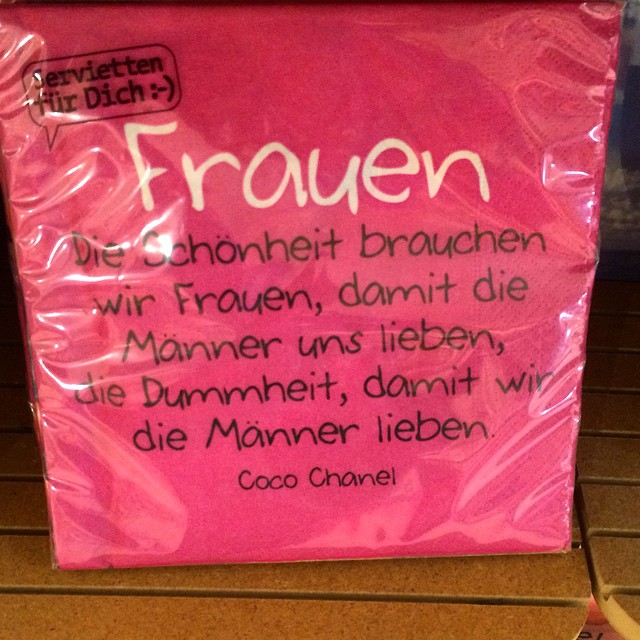 Servietten
für Dich :-)
Frauen
Die Schönheit brauchen
wir Frauen, damit die
Männer uns lieben,
die Dummheit, damit wir
die Männer lieben.
Coco Chanel